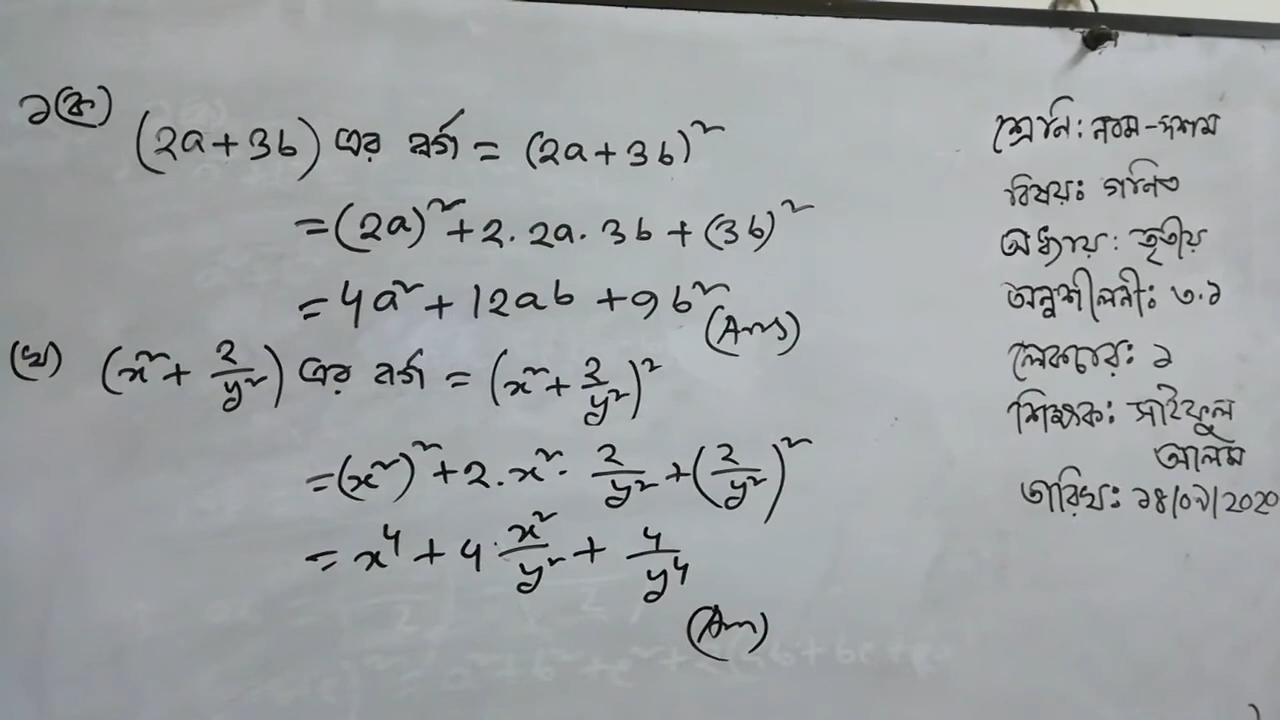 ১(ক)
(2a+3b) এর বর্গ = (2a+3b)²
= (2a)² + 2. 2a. 3b + (3b)²
= 4a² + 12ab + 9b² (Ans)
(খ) (x² + 2/y²) এর বর্গ = (x² + 2/y²)²
= (x²)² + 2. x². 2/y² + (2/y²)²
= x⁴ + 4. x²/y² + 4/y⁴
(Ans)
শ্রেনি: নবম-দশম
বিষয়ঃ গনিত
অধ্যায়: তৃতীয়
অনুশীলনী: ৩.১
লেকচার: ১
শিক্ষক: সাইফুল
আলম
তারিখঃ ১৪/০৭/2020